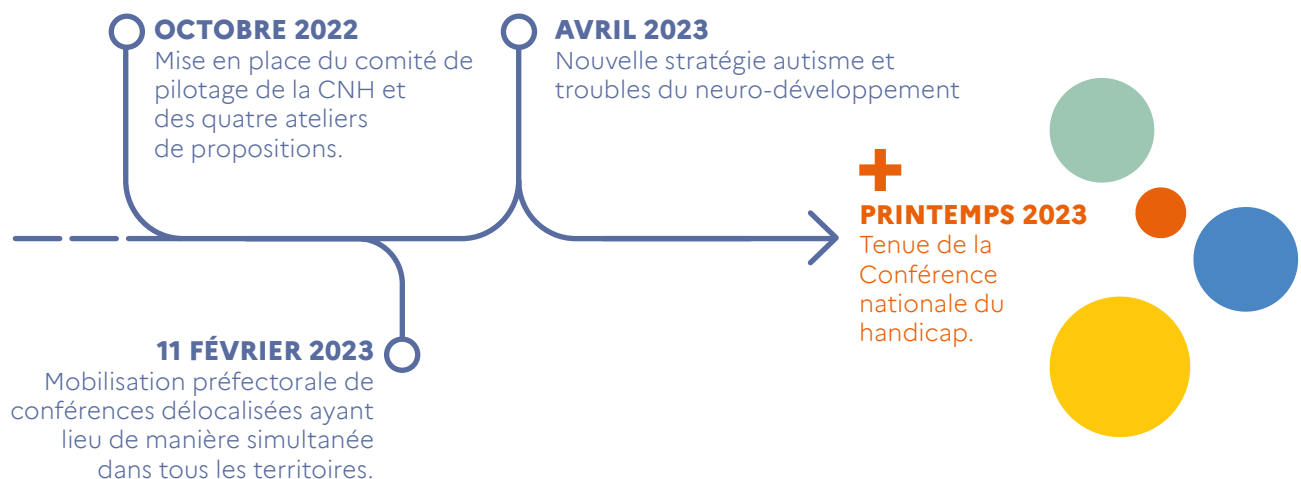 OCTOBRE 2022
Mise en place du comité de
pilotage de la CNH et
des quatre ateliers
de propositions.
11 FÉVRIER 2023
Mobilisation préfectorale de
conférences délocalisées ayant
lieu de manière simultanée
dans tous les territoires.
AVRIL 2023
Nouvelle stratégie autisme et
troubles du neuro-développement
PRINTEMPS 2023
Tenue de la
Conférence
nationale du
handicap.